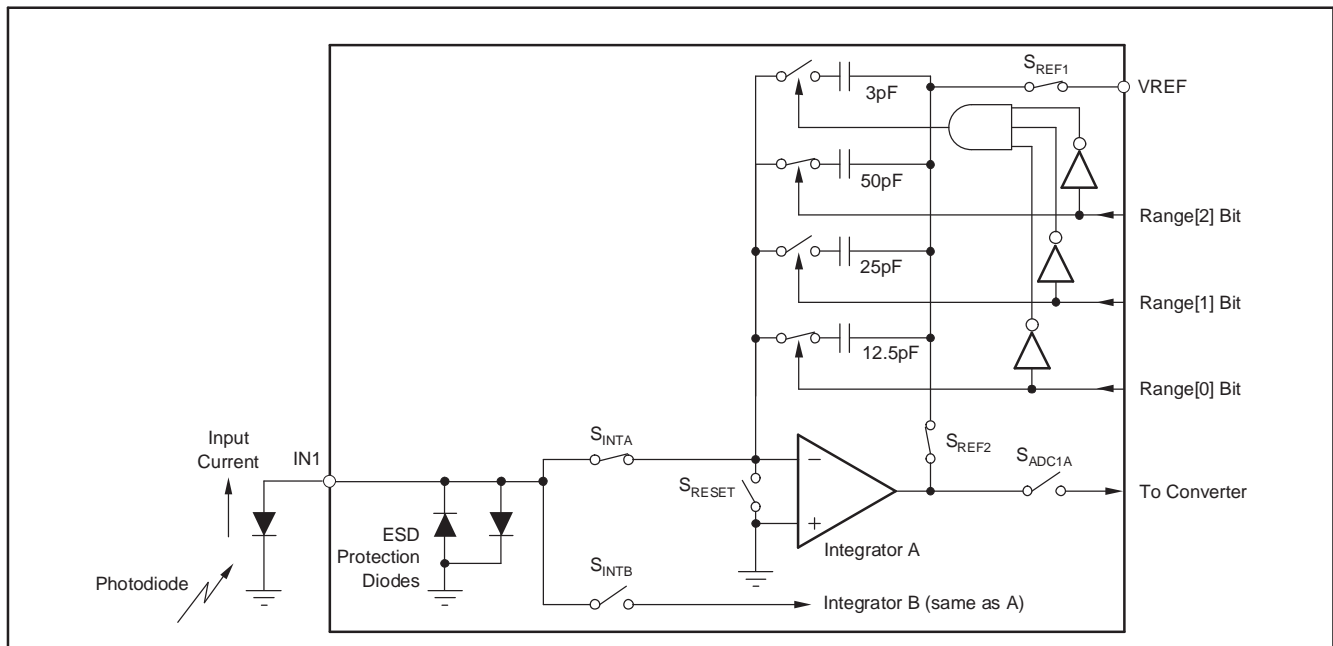 S_REF1
VREF
3pF
50pF
Range[2] Bit
25pF
Range[1] Bit
12.5pF
Range[0] Bit
Input
Current
IN1
S_INTA
S_REF2
S_ADC1A
S_RESET
−
+
To Converter
ESD
Protection
Diodes
Integrator A
Photodiode
S_INTB
Integrator B (same as A)